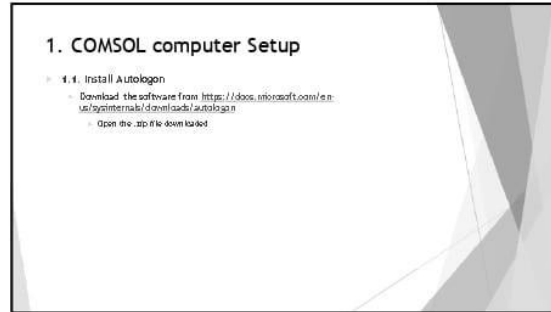 1. COMSOL computer Setup
1.1. Install Autologon
Download the software from https://docs.microsoft.com/en-
us/sysinternals/downloads/autologon
Open the .zip file downloaded